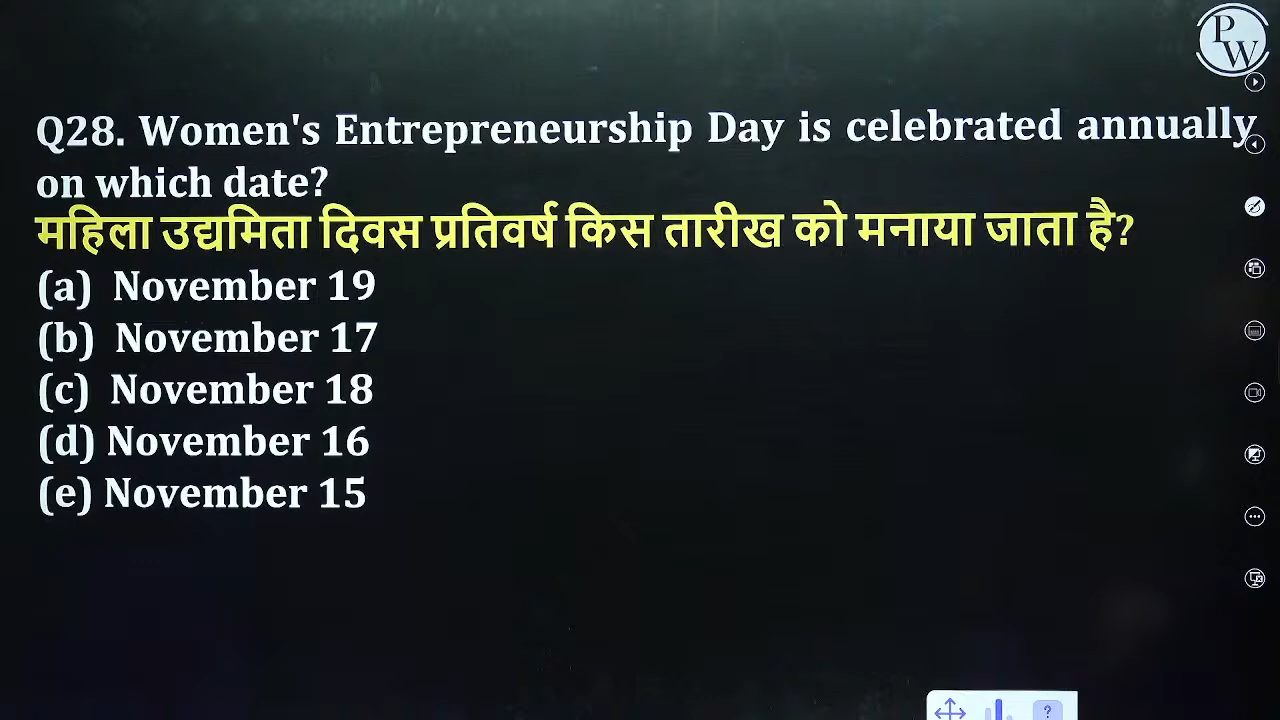 PW
Q28. Women's Entrepreneurship Day is celebrated annually
on which date?
महिला उद्यमिता दिवस प्रतिवर्ष किस तारीख को मनाया जाता है?
(a) November 19
(b) November 17
(c) November 18
(d) November 16
(e) November 15
?